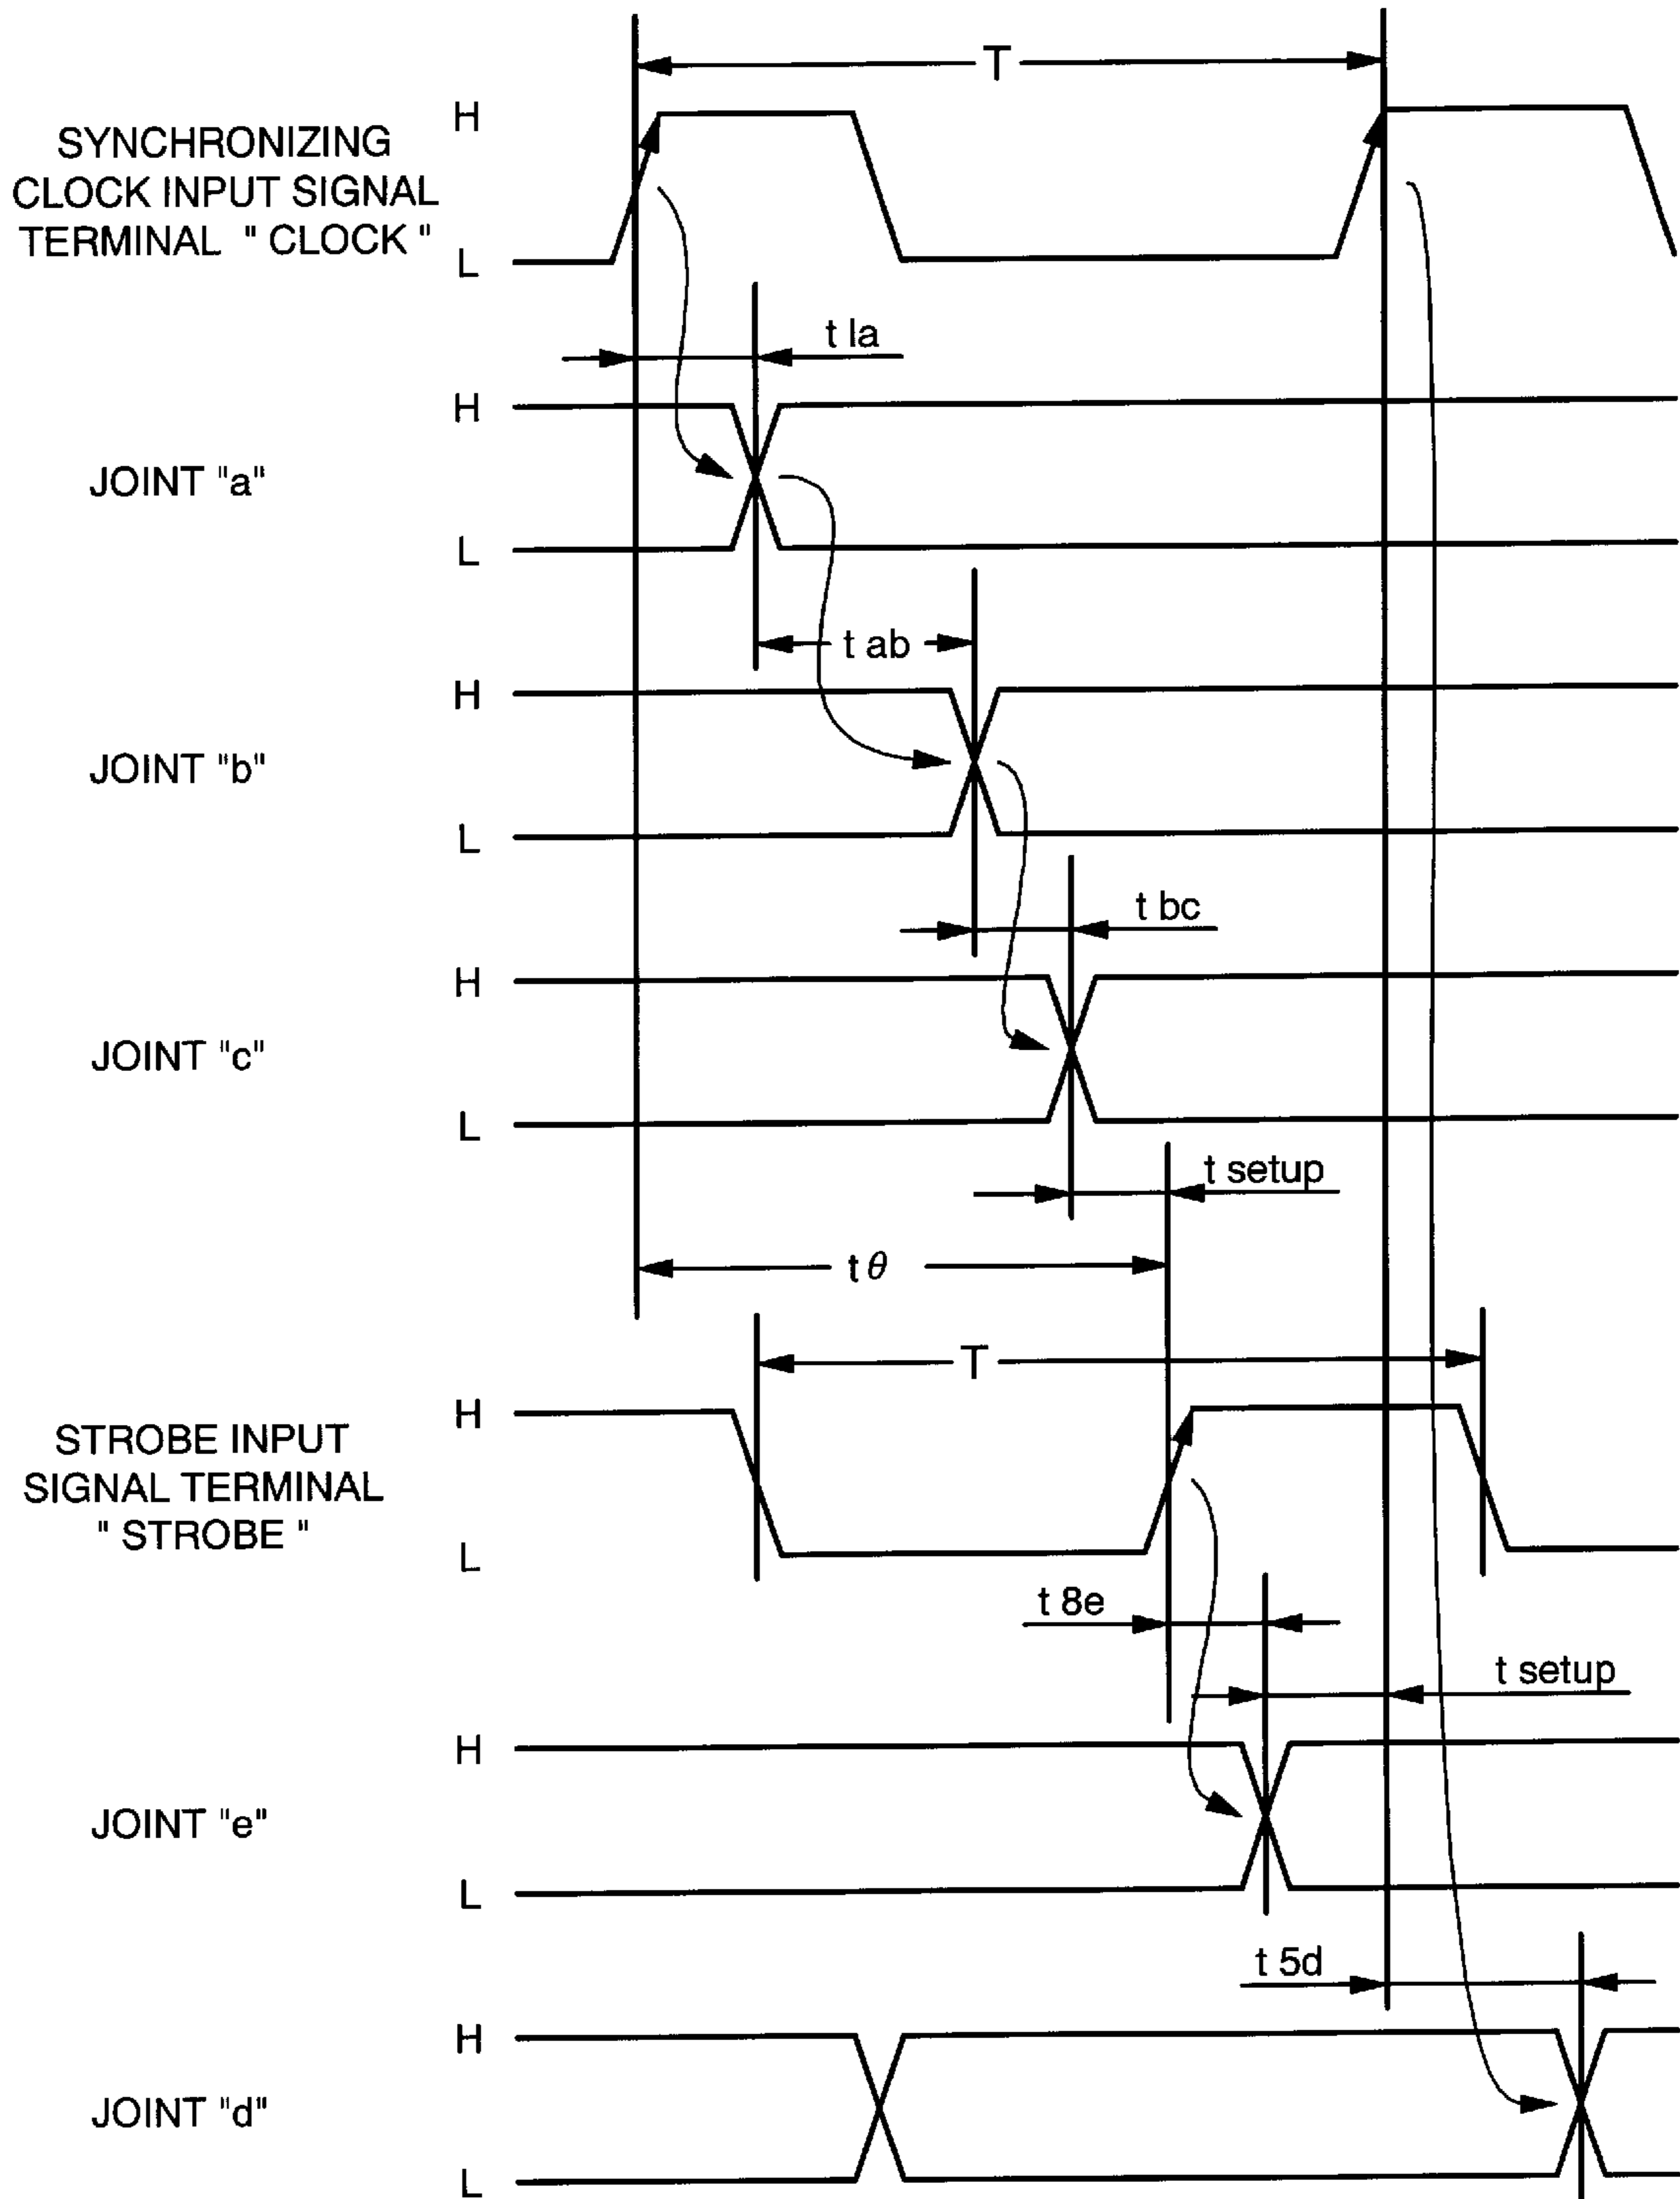 T
H
SYNCHRONIZING
CLOCK INPUT SIGNAL
TERMINAL " CLOCK "
L
t la
H
JOINT "a"
L
t ab
H
JOINT "b"
L
t bc
H
JOINT "c"
L
t setup
t θ
T
H
STROBE INPUT
SIGNAL TERMINAL
" STROBE "
L
t 8e
t setup
H
JOINT "e"
L
t 5d
H
JOINT "d"
L